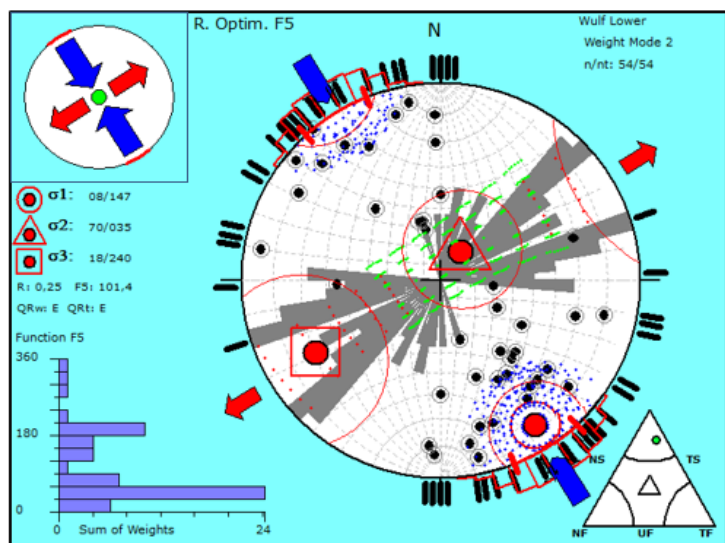 R. Optim. F5
N
Wulf Lower
Weight Mode 2
n/nt: 54/54
σ1: 08/147
σ2: 70/035
σ3: 18/240
R: 0,25 F5: 101,4
QRw: E QRt: E
Function F5
360
180
0
0 Sum of Weights 24
NS TS
NF UF TF